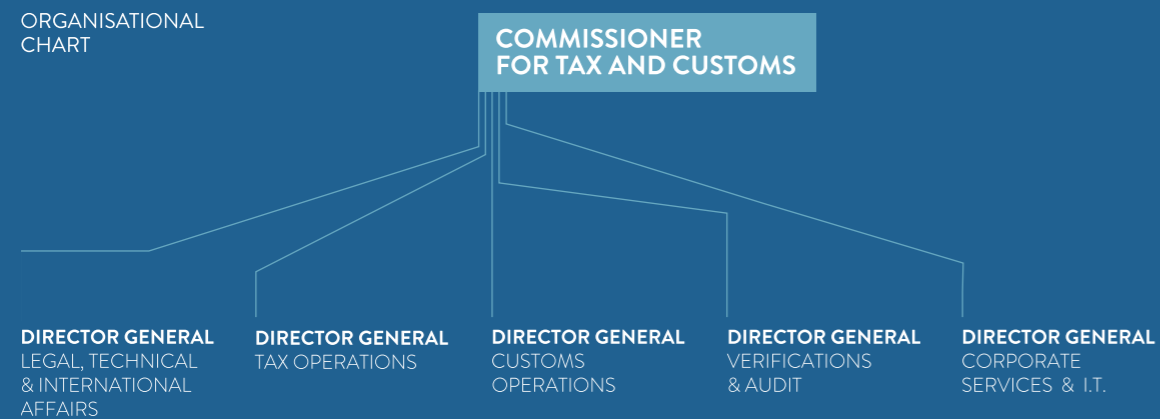 ORGANISATIONAL
CHART
COMMISSIONER
FOR TAX AND CUSTOMS
DIRECTOR GENERAL
LEGAL, TECHNICAL
& INTERNATIONAL
AFFAIRS
DIRECTOR GENERAL
TAX OPERATIONS
DIRECTOR GENERAL
CUSTOMS
OPERATIONS
DIRECTOR GENERAL
VERIFICATIONS
& AUDIT
DIRECTOR GENERAL
CORPORATE
SERVICES & I.T.